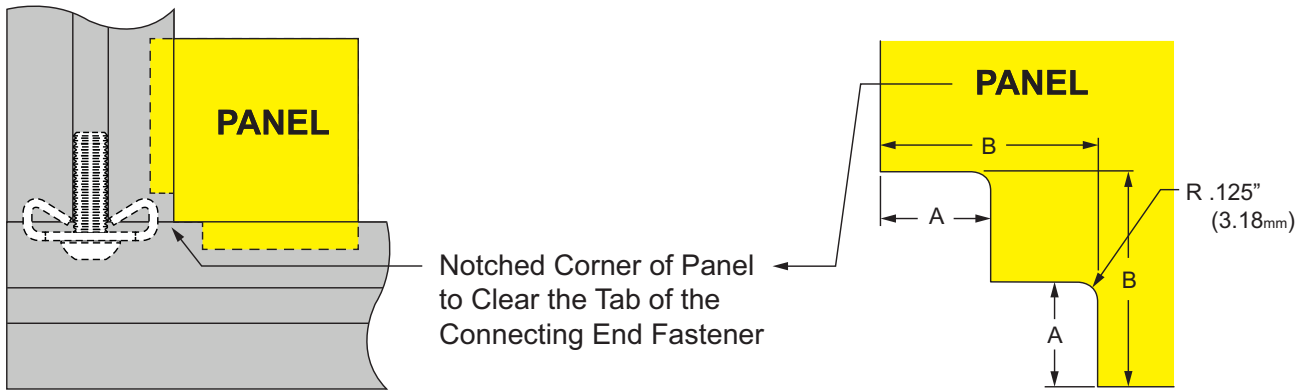 PANEL
Notched Corner of Panel
to Clear the Tab of the
Connecting End Fastener
PANEL
B
A
R .125”
(3.18mm)
B
A